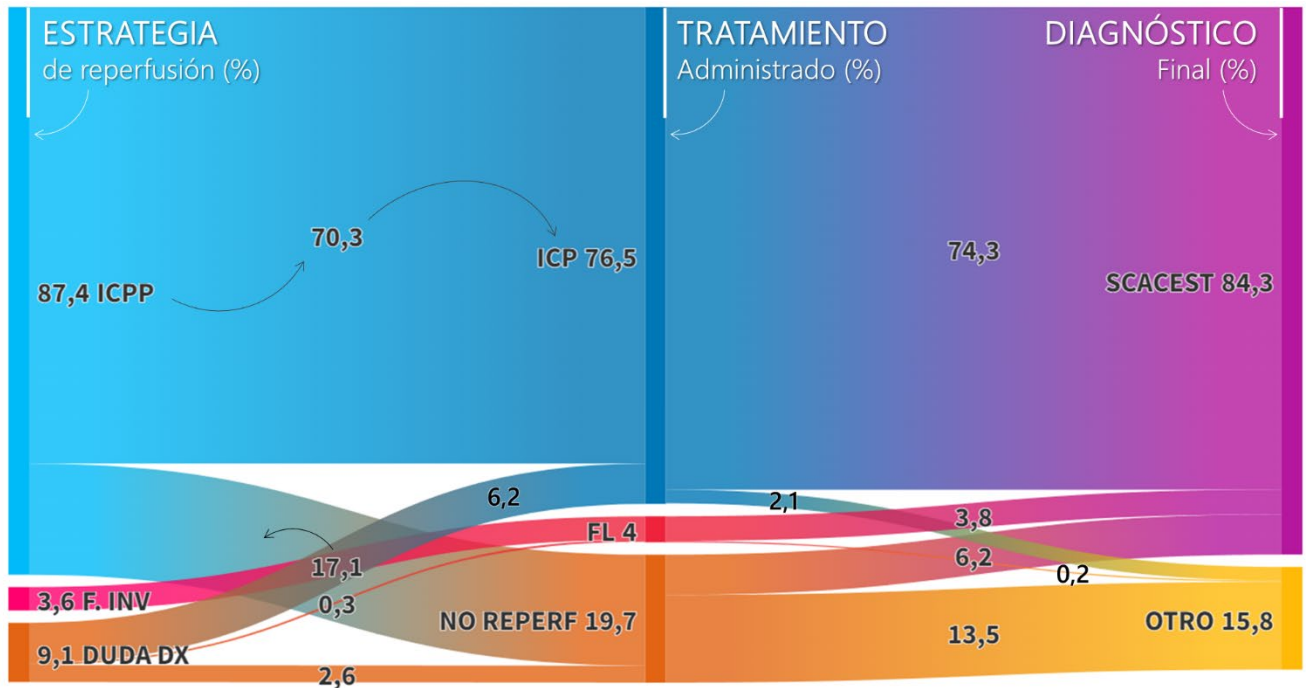 ESTRATEGIA
de reperfusión (%)
TRATAMIENTO
Administrado (%)
DIAGNÓSTICO
Final (%)
70,3
ICP 76,5
74,3
87,4 ICPP
SCACEST 84,3
6,2
2,1
3,8
FL 4
17,1
6,2
0,2
3,6 F. INV
0,3
NO REPERF 19,7
OTRO 15,8
13,5
9,1 DUDA DX
2,6